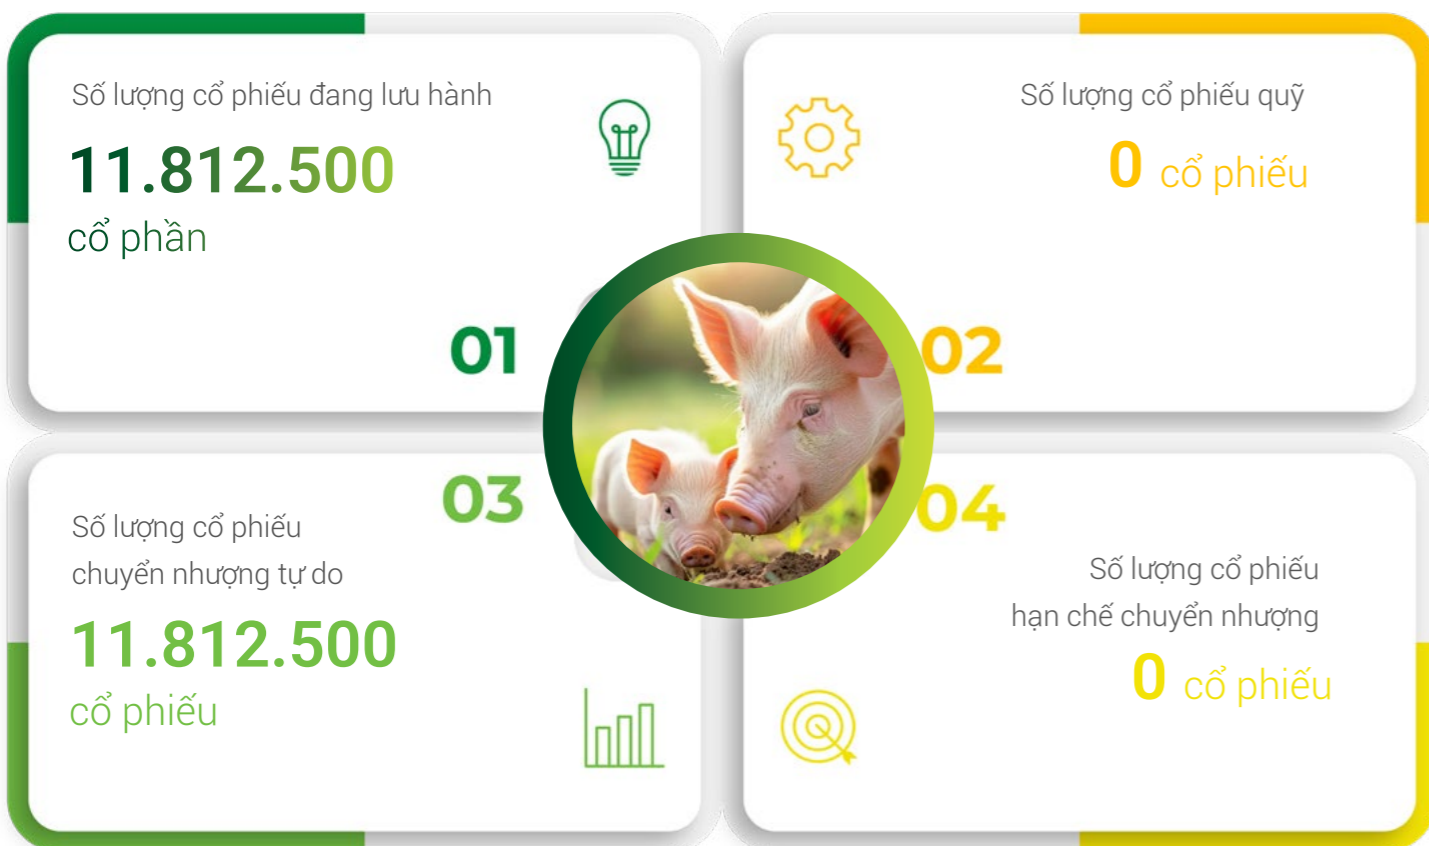 Số lượng cổ phiếu đang lưu hành
11.812.500
cổ phần
01
Số lượng cổ phiếu quỹ
0 cổ phiếu
02
03
Số lượng cổ phiếu
chuyển nhượng tự do
11.812.500
cổ phiếu
04
Số lượng cổ phiếu
hạn chế chuyển nhượng
0 cổ phiếu